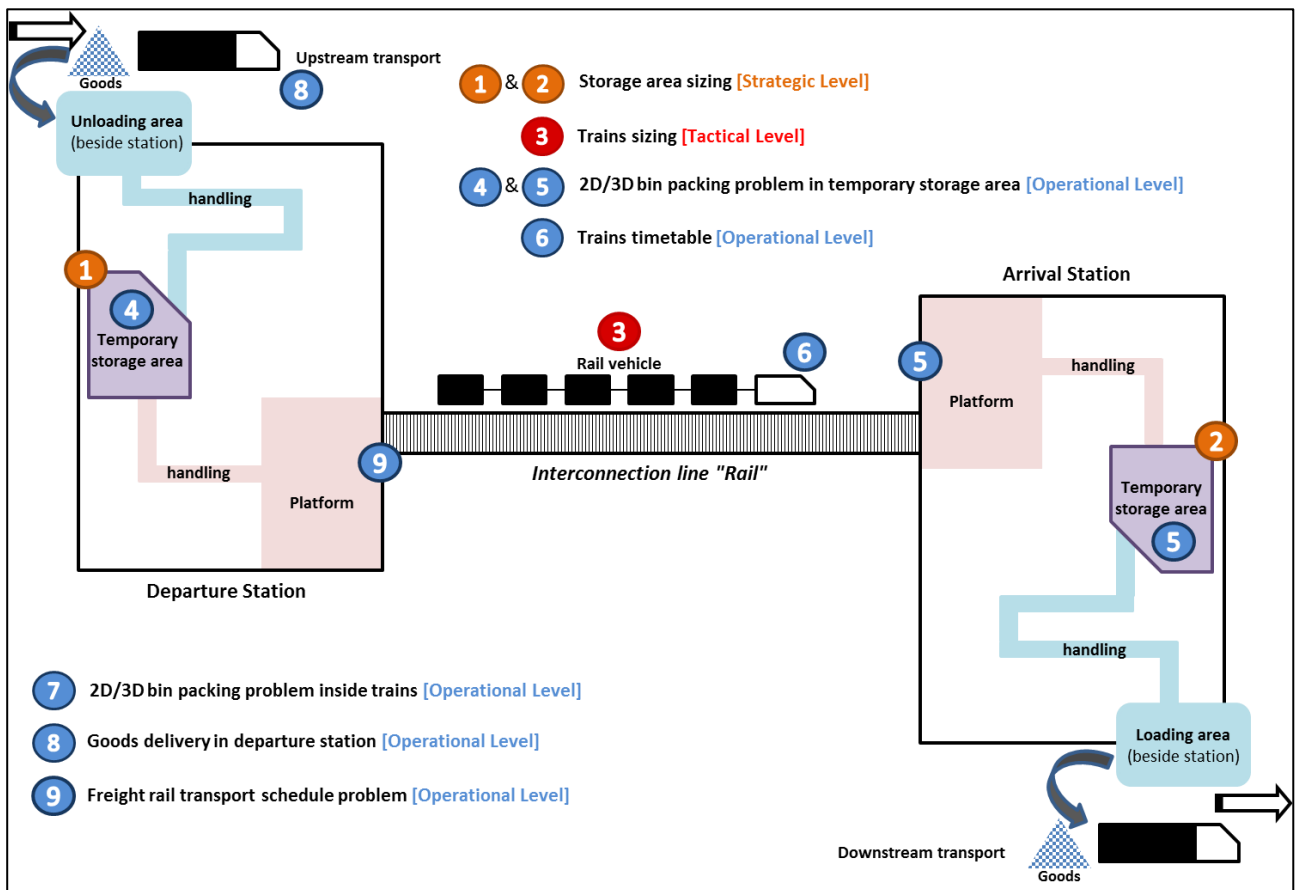 Goods
Upstream transport
8
Unloading area
(beside station)
handling
1
4
Temporary
storage area
handling
9
Platform
Departure Station
1 & 2 Storage area sizing [Strategic Level]
3 Trains sizing [Tactical Level]
4 & 5 2D/3D bin packing problem in temporary storage area [Operational Level]
6 Trains timetable [Operational Level]
3
Rail vehicle
6
Interconnection line "Rail"
Arrival Station
5
Platform
handling
2
Temporary
storage area
5
handling
Loading area
(beside station)
Downstream transport
Goods
7 2D/3D bin packing problem inside trains [Operational Level]
8 Goods delivery in departure station [Operational Level]
9 Freight rail transport schedule problem [Operational Level]